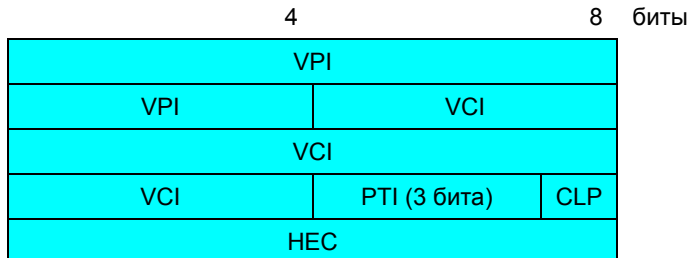 4 8 биты
VPI
VPI VCI
VCI
VCI PTI (3 бита) CLP
HEC